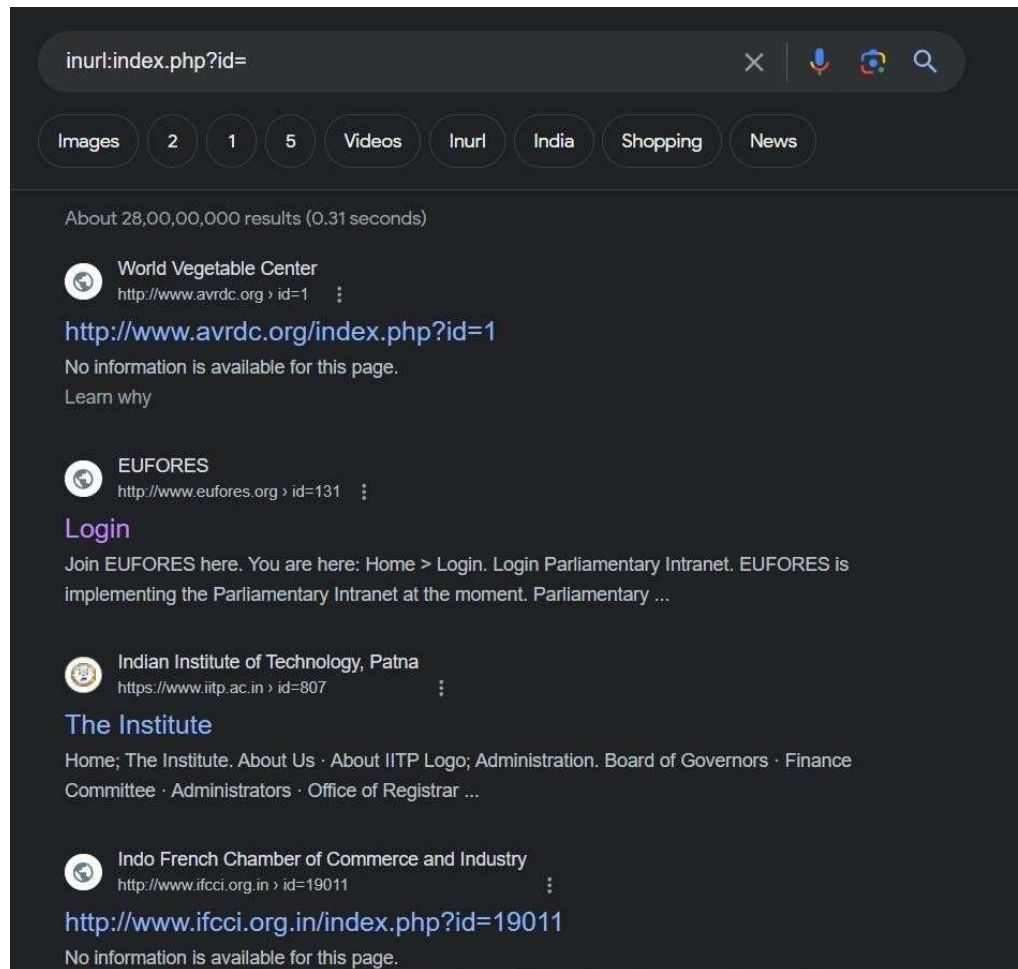 inurl:index.php?id=
Images 2 1 5 Videos Inurl India Shopping News
About 28,00,00,000 results (0.31 seconds)
World Vegetable Center
http://www.avrdc.org › id=1
http://www.avrdc.org/index.php?id=1
No information is available for this page.
Learn why
EUFORES
http://www.eufores.org › id=131
Login
Join EUFORES here. You are here: Home > Login. Login Parliamentary Intranet. EUFORES is
implementing the Parliamentary Intranet at the moment. Parliamentary ...
Indian Institute of Technology, Patna
https://www.iitp.ac.in › id=807
The Institute
Home; The Institute. About Us · About IITP Logo; Administration. Board of Governors · Finance
Committee · Administrators · Office of Registrar ...
Indo French Chamber of Commerce and Industry
http://www.ifcci.org.in › id=19011
http://www.ifcci.org.in/index.php?id=19011
No information is available for this page.